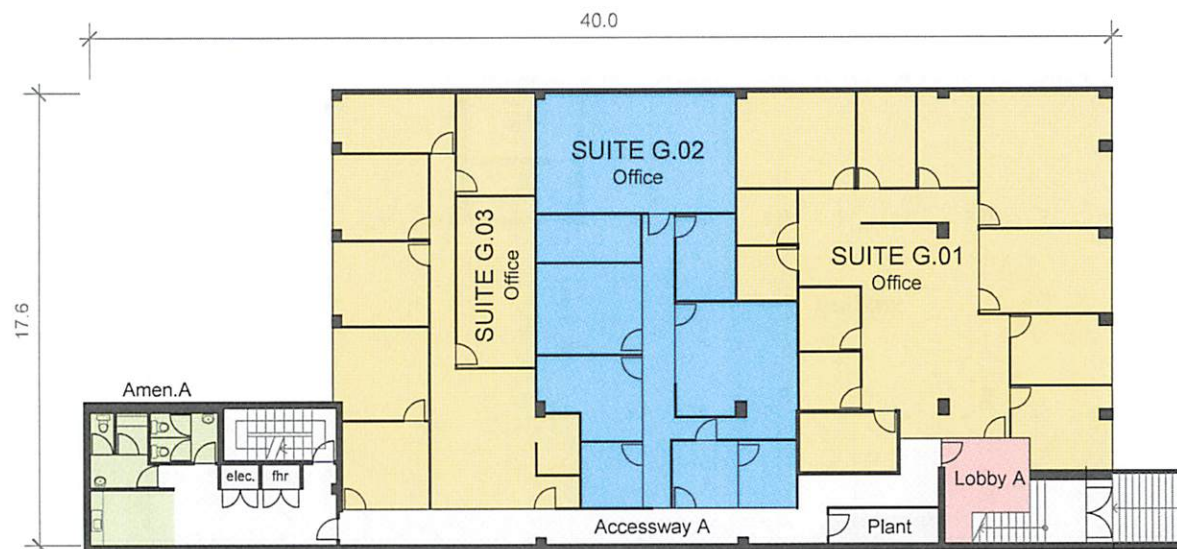 40.0
17.6
SUITE G.02
Office
SUITE G.03
Office
SUITE G.01
Office
Amen.A
elec.
fhr
Lobby A
Accessway A
Plant